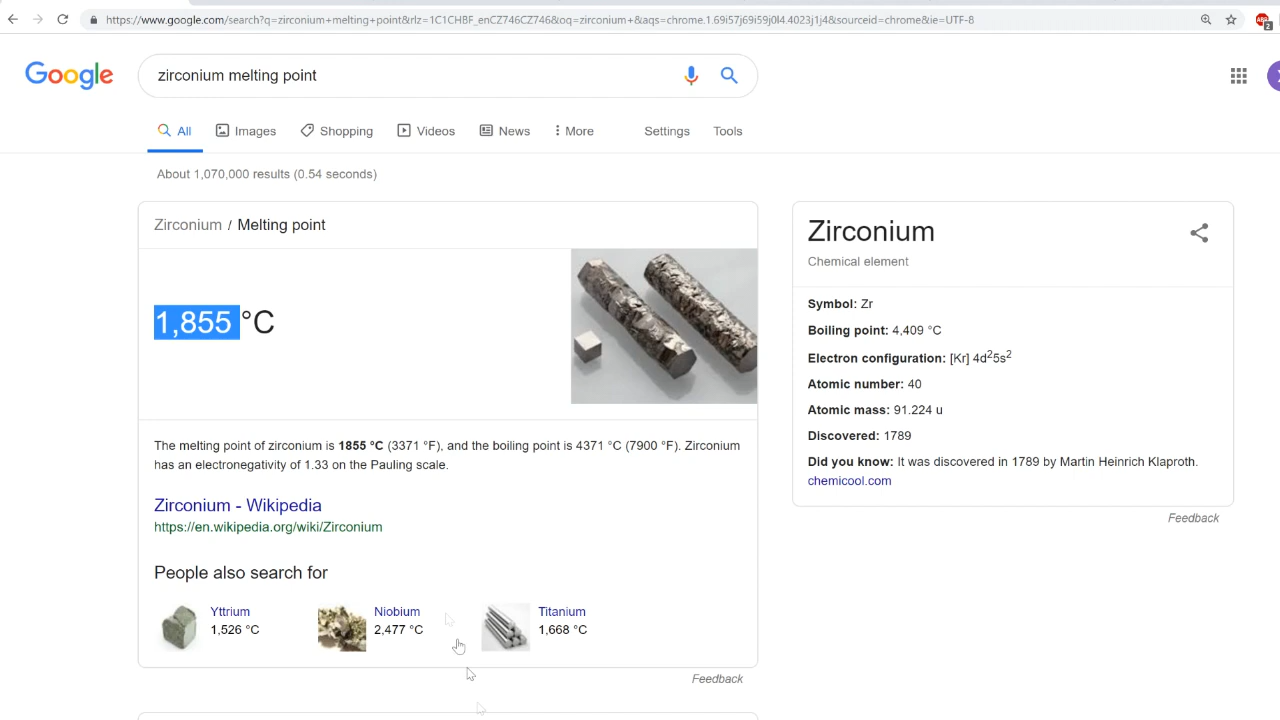 https://www.google.com/search?q=zirconium+melting+point&rlz=1C1CHBF_enCZ746CZ746&oq=zirconium+&aqs=chrome.1.69i57j69i59j0l4.4023j1j4&sourceid=chrome&ie=UTF-8
ABP
2
Google
zirconium melting point
All
Images
Shopping
Videos
News
More
Settings
Tools
About 1,070,000 results (0.54 seconds)
Zirconium / Melting point
1,855 °C
The melting point of zirconium is 1855 °C (3371 °F), and the boiling point is 4371 °C (7900 °F). Zirconium
has an electronegativity of 1.33 on the Pauling scale.
Zirconium - Wikipedia
https://en.wikipedia.org/wiki/Zirconium
People also search for
Yttrium
1,526 °C
Niobium
2,477 °C
Titanium
1,668 °C
Feedback
Zirconium
Chemical element
Symbol: Zr
Boiling point: 4,409 °C
Electron configuration: [Kr] 4d²5s²
Atomic number: 40
Atomic mass: 91.224 u
Discovered: 1789
Did you know: It was discovered in 1789 by Martin Heinrich Klaproth.
chemicool.com
Feedback